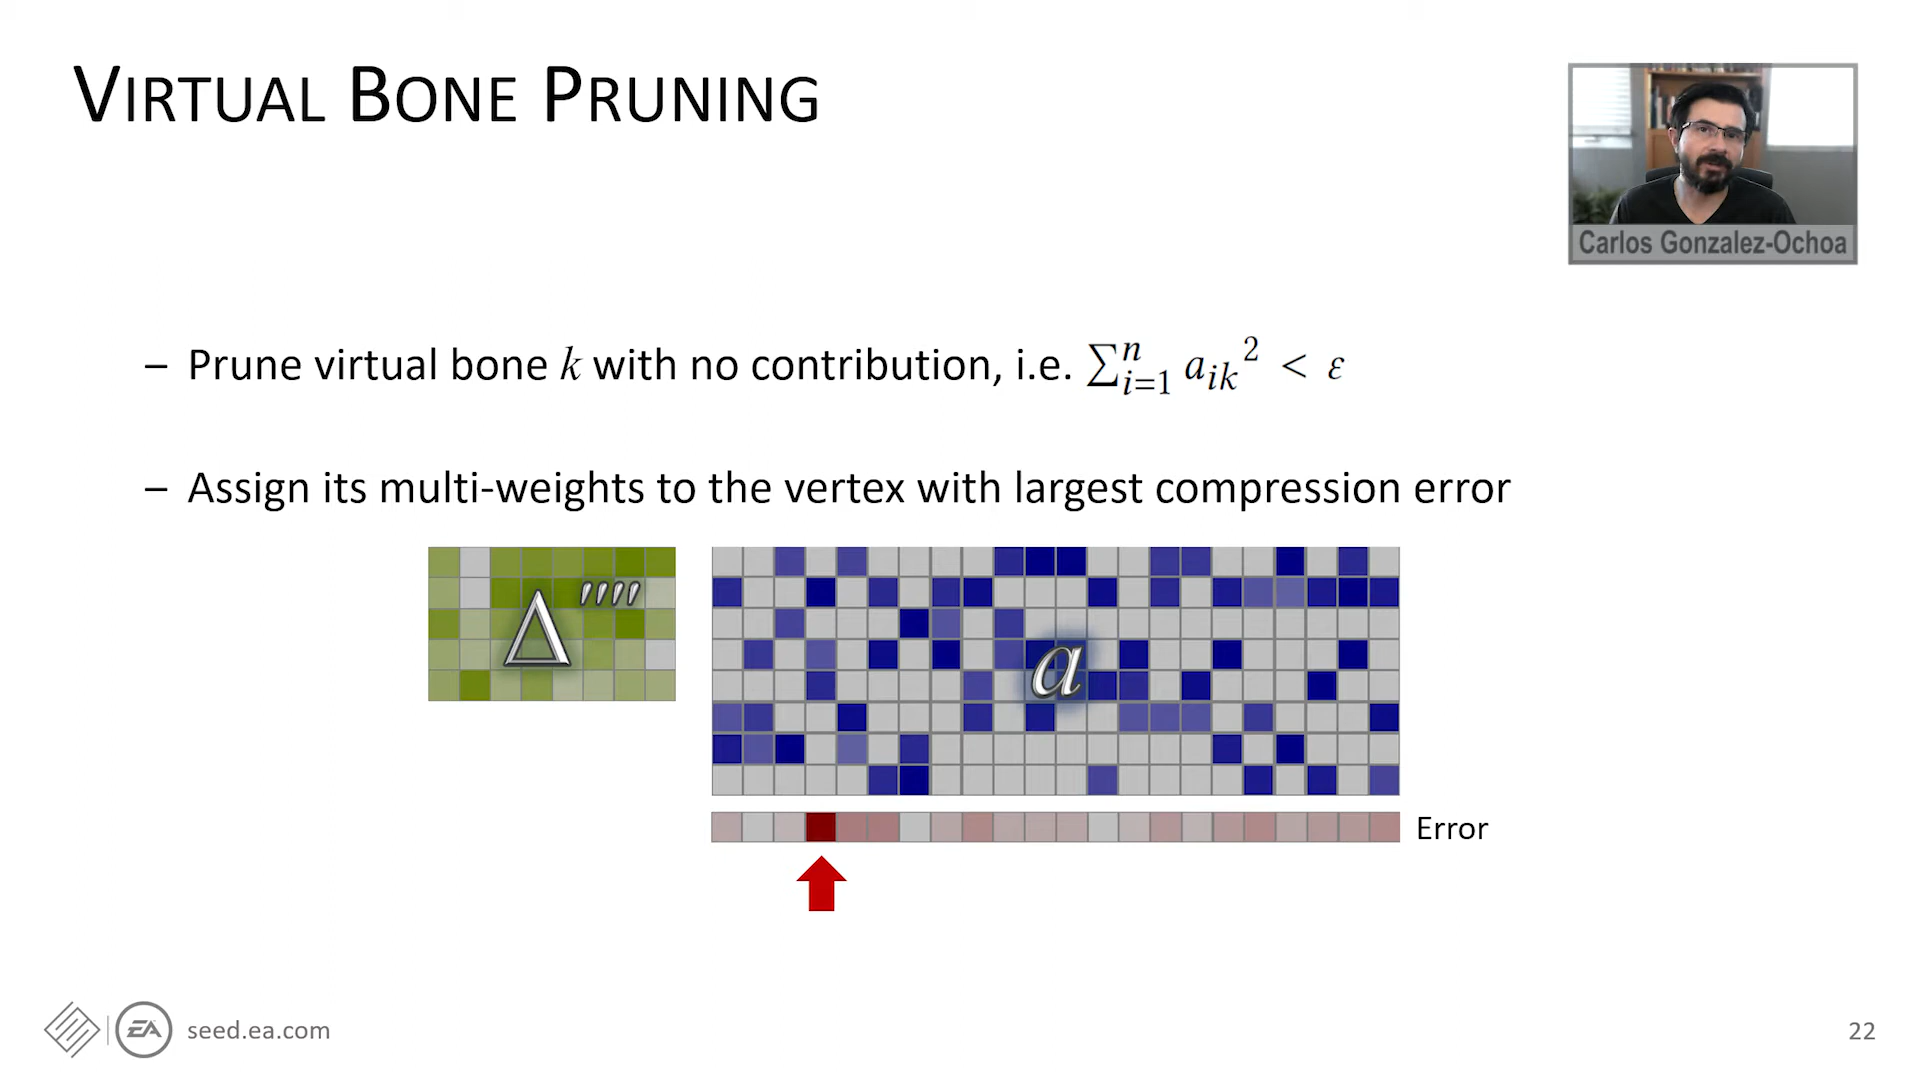 VIRTUAL BONE PRUNING
Carlos Gonzalez-Ochoa
– Prune virtual bone k with no contribution, i.e. ∑ⁿᵢ₌₁ aᵢₖ² < ε
– Assign its multi-weights to the vertex with largest compression error
Δ''''
a
Error
EA seed.ea.com
22